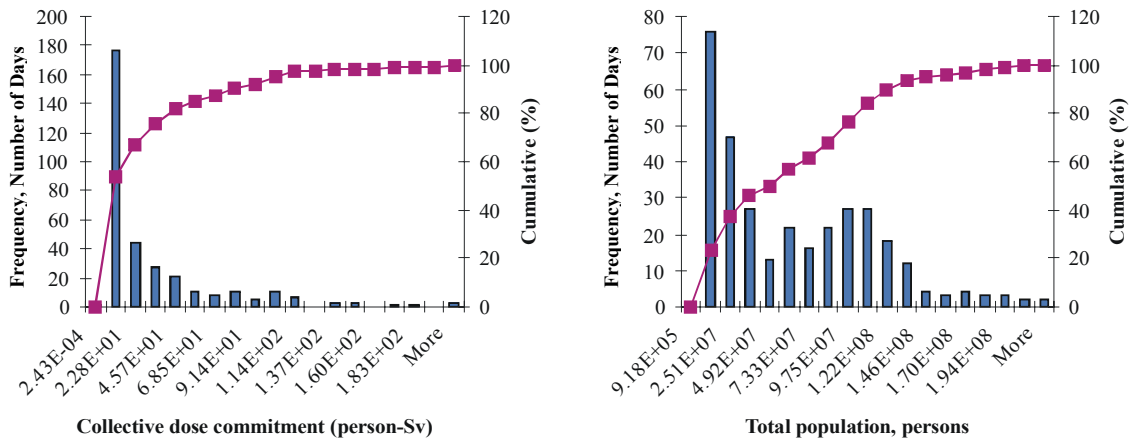 Frequency, Number of Days
200
180
160
140
120
100
80
60
40
20
0
120
100
80
60
40
20
0
Cumulative (%)
2.43E-04
2.28E+01
4.57E+01
6.85E+01
9.14E+01
1.14E+02
1.37E+02
1.60E+02
1.83E+02
More
Collective dose commitment (person-Sv)
Frequency, Number of Days
80
70
60
50
40
30
20
10
0
120
100
80
60
40
20
0
Cumulative (%)
9.18E+05
2.51E+07
4.92E+07
7.33E+07
9.75E+07
1.22E+08
1.46E+08
1.70E+08
1.94E+08
More
Total population, persons